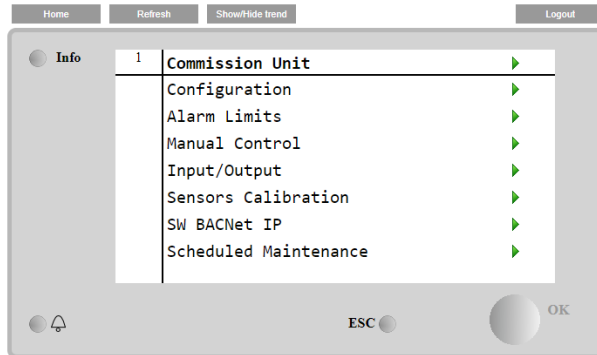 Home Refresh Show/Hide trend Logout
Info
1 Commission Unit
Configuration
Alarm Limits
Manual Control
Input/Output
Sensors Calibration
SW BACNet IP
Scheduled Maintenance
ESC OK